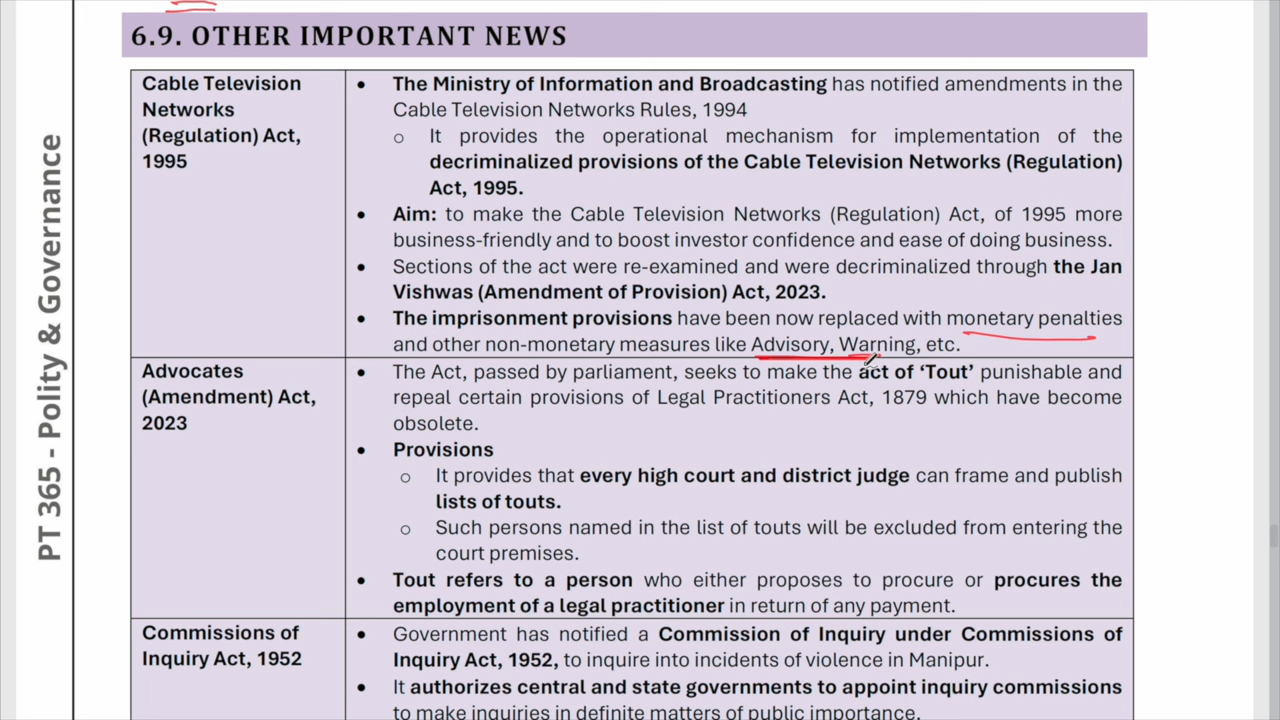 6.9. OTHER IMPORTANT NEWS
PT 365 - Polity & Governance
Cable Television
Networks
(Regulation) Act,
1995
• The Ministry of Information and Broadcasting has notified amendments in the
Cable Television Networks Rules, 1994
o It provides the operational mechanism for implementation of the
decriminalized provisions of the Cable Television Networks (Regulation)
Act, 1995.
• Aim: to make the Cable Television Networks (Regulation) Act, of 1995 more
business-friendly and to boost investor confidence and ease of doing business.
• Sections of the act were re-examined and were decriminalized through the Jan
Vishwas (Amendment of Provision) Act, 2023.
• The imprisonment provisions have been now replaced with monetary penalties
and other non-monetary measures like Advisory, Warning, etc.
Advocates
(Amendment) Act,
2023
• The Act, passed by parliament, seeks to make the act of ‘Tout’ punishable and
repeal certain provisions of Legal Practitioners Act, 1879 which have become
obsolete.
• Provisions
o It provides that every high court and district judge can frame and publish
lists of touts.
o Such persons named in the list of touts will be excluded from entering the
court premises.
• Tout refers to a person who either proposes to procure or procures the
employment of a legal practitioner in return of any payment.
Commissions of
Inquiry Act, 1952
• Government has notified a Commission of Inquiry under Commissions of
Inquiry Act, 1952, to inquire into incidents of violence in Manipur.
• It authorizes central and state governments to appoint inquiry commissions
to make inquiries in definite matters of public importance.